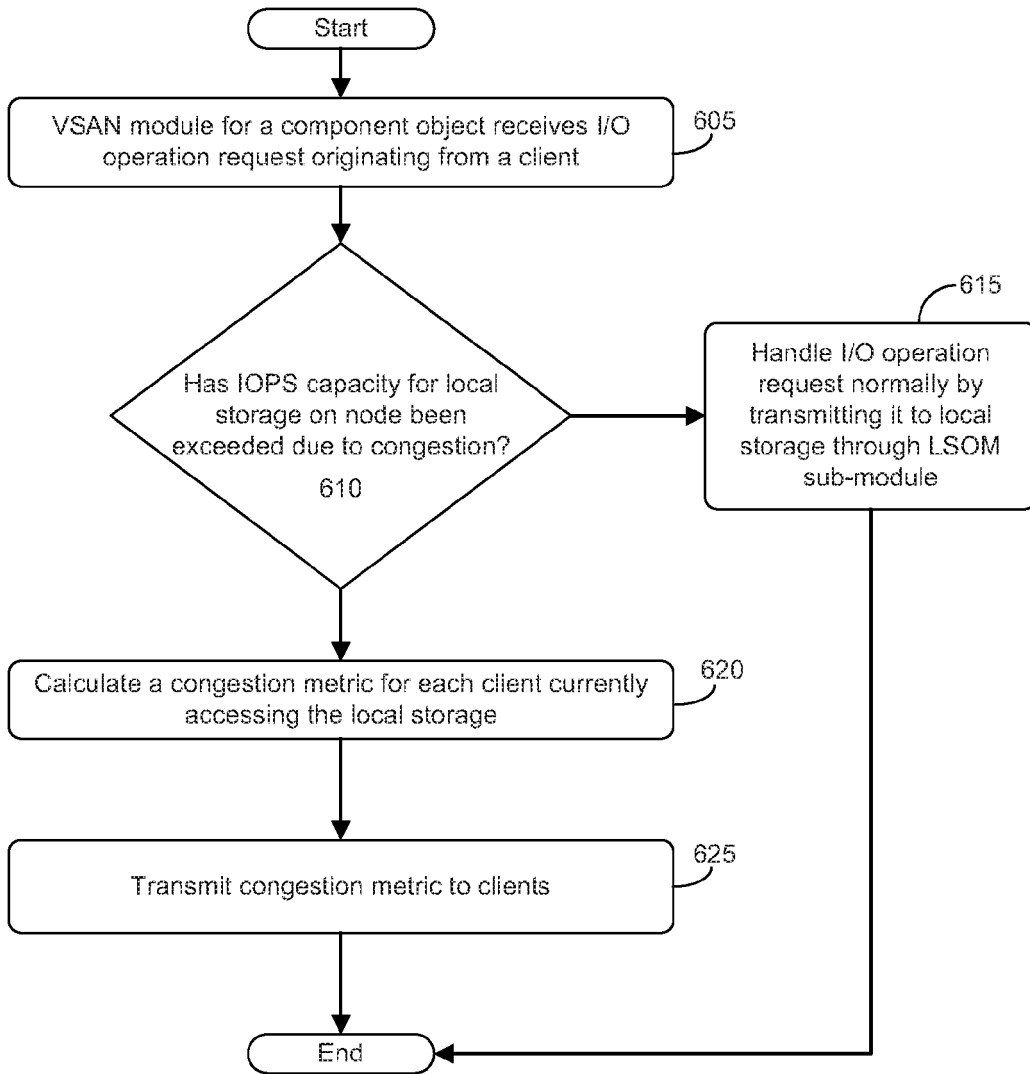 Start
VSAN module for a component object receives I/O
operation request originating from a client
605
Has IOPS capacity for local
storage on node been
exceeded due to congestion?
610
615
Handle I/O operation
request normally by
transmitting it to local
storage through LSOM
sub-module
Calculate a congestion metric for each client currently
accessing the local storage
620
Transmit congestion metric to clients
625
End